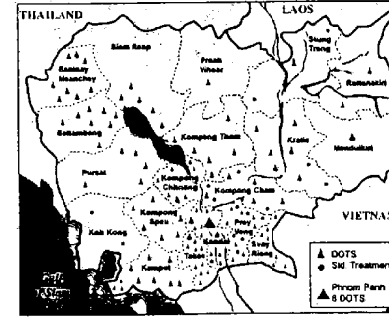 THAILAND
LAOS
Stung
Treng
Siem Reap
Preah
Vihear
Ratanakiri
Banteay
Meanchey
Battambang
Kompong Thom
Kratie
Mondulkiri
Pursat
Kompong
Chhnang
Kompong Cham
VIETNAM
Kompong
Speu
Prey
Veng
Koh Kong
Kandal
Svay
Rieng
Takeo
Kampot
DOTS
Std. Treatment
Phnom Penh
8 DOTS